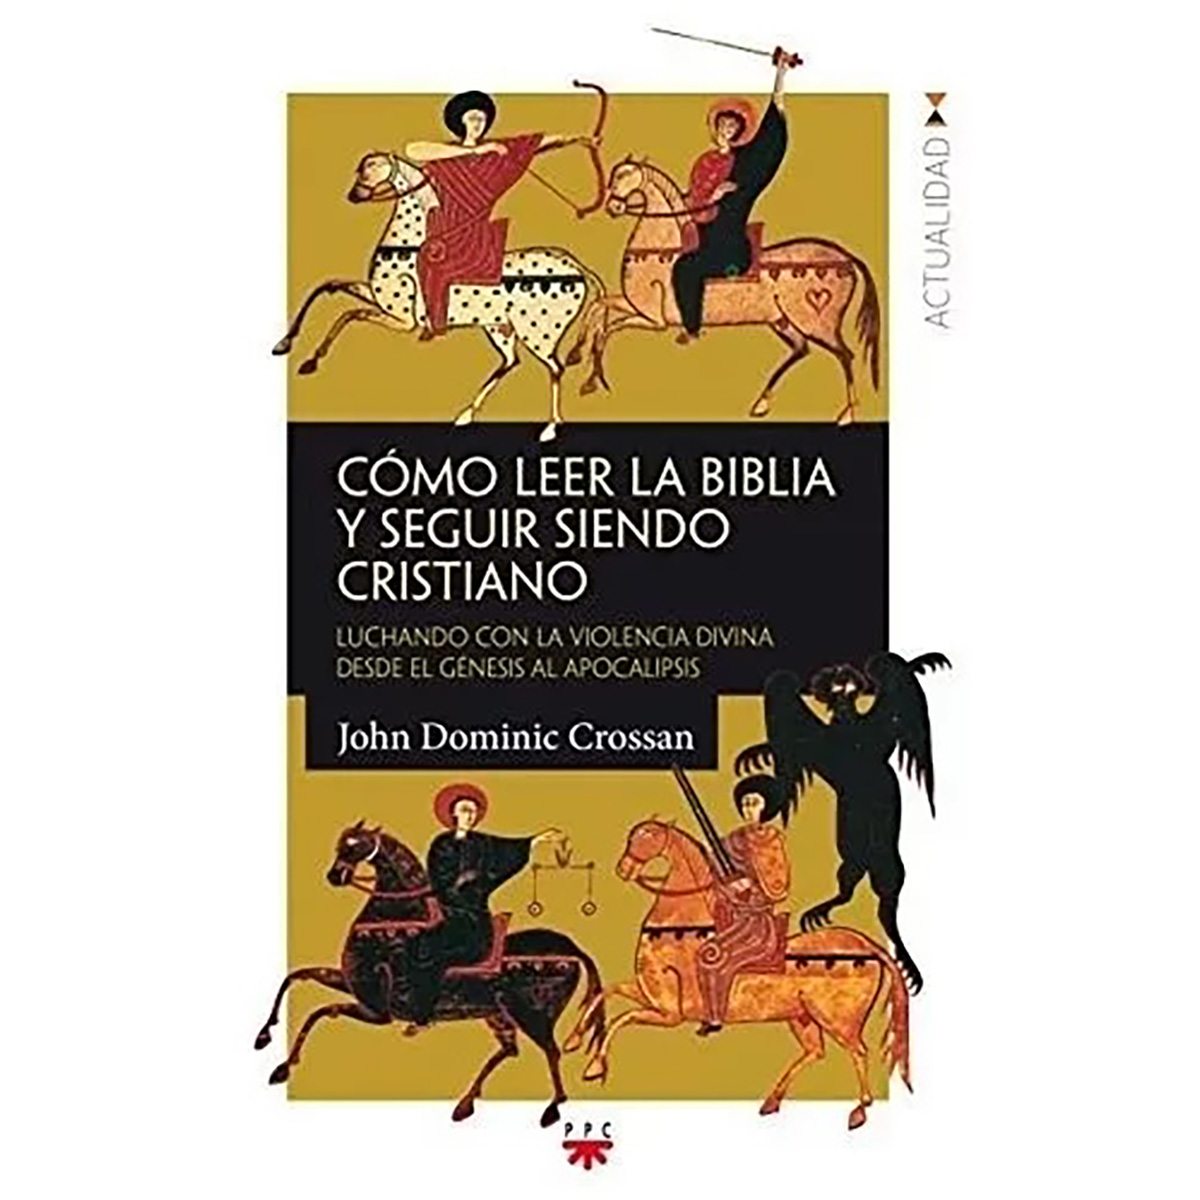 ACTUALIDAD
CÓMO LEER LA BIBLIA
Y SEGUIR SIENDO
CRISTIANO
LUCHANDO CON LA VIOLENCIA DIVINA
DESDE EL GÉNESIS AL APOCALIPSIS
John Dominic Crossan
PPC